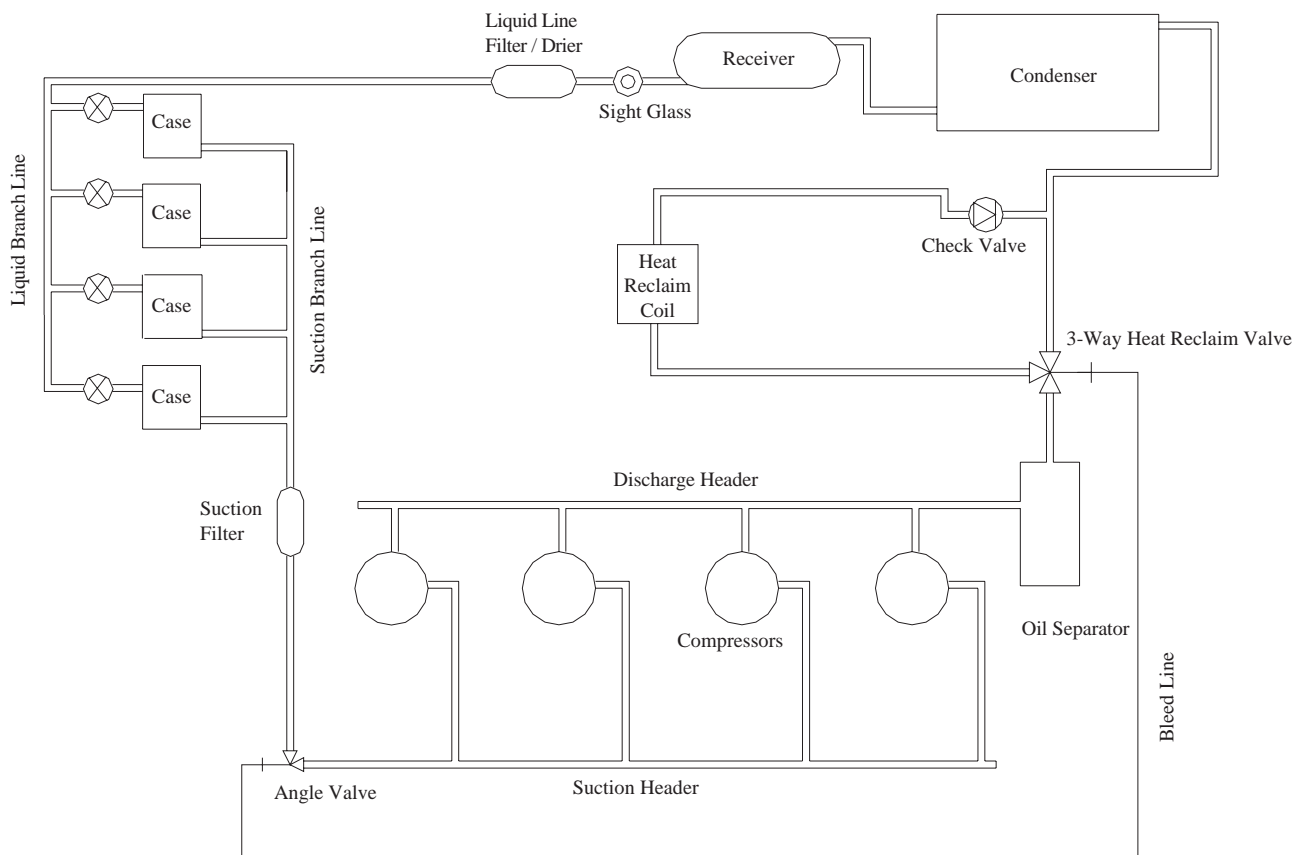 Liquid Line
Filter / Drier
Receiver
Condenser
Sight Glass
Case
Case
Case
Case
Liquid Branch Line
Suction Branch Line
Check Valve
Heat
Reclaim
Coil
3-Way Heat Reclaim Valve
Suction
Filter
Discharge Header
Compressors
Oil Separator
Bleed Line
Angle Valve
Suction Header